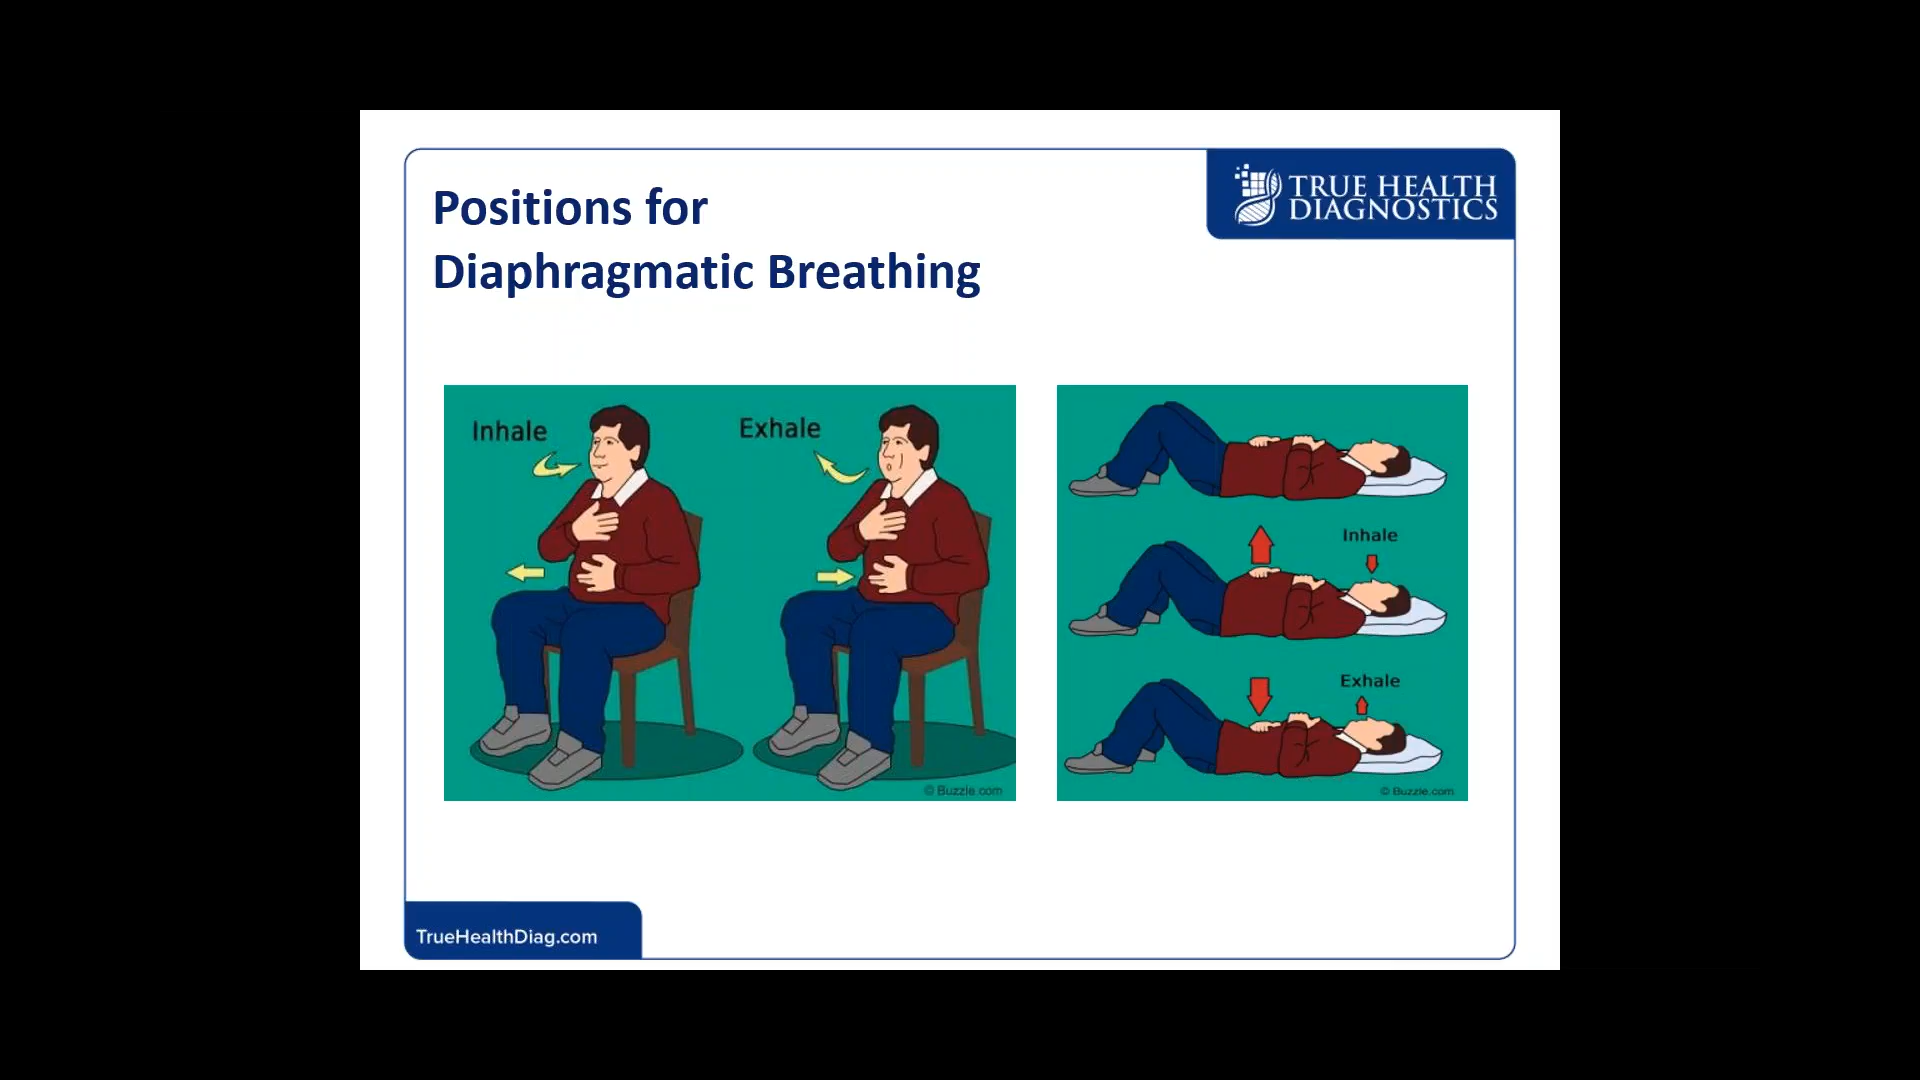 Positions for
Diaphragmatic Breathing
TRUE HEALTH
DIAGNOSTICS
Inhale
Exhale
© Buzzle.com
Inhale
Exhale
© Buzzle.com
TrueHealthDiag.com